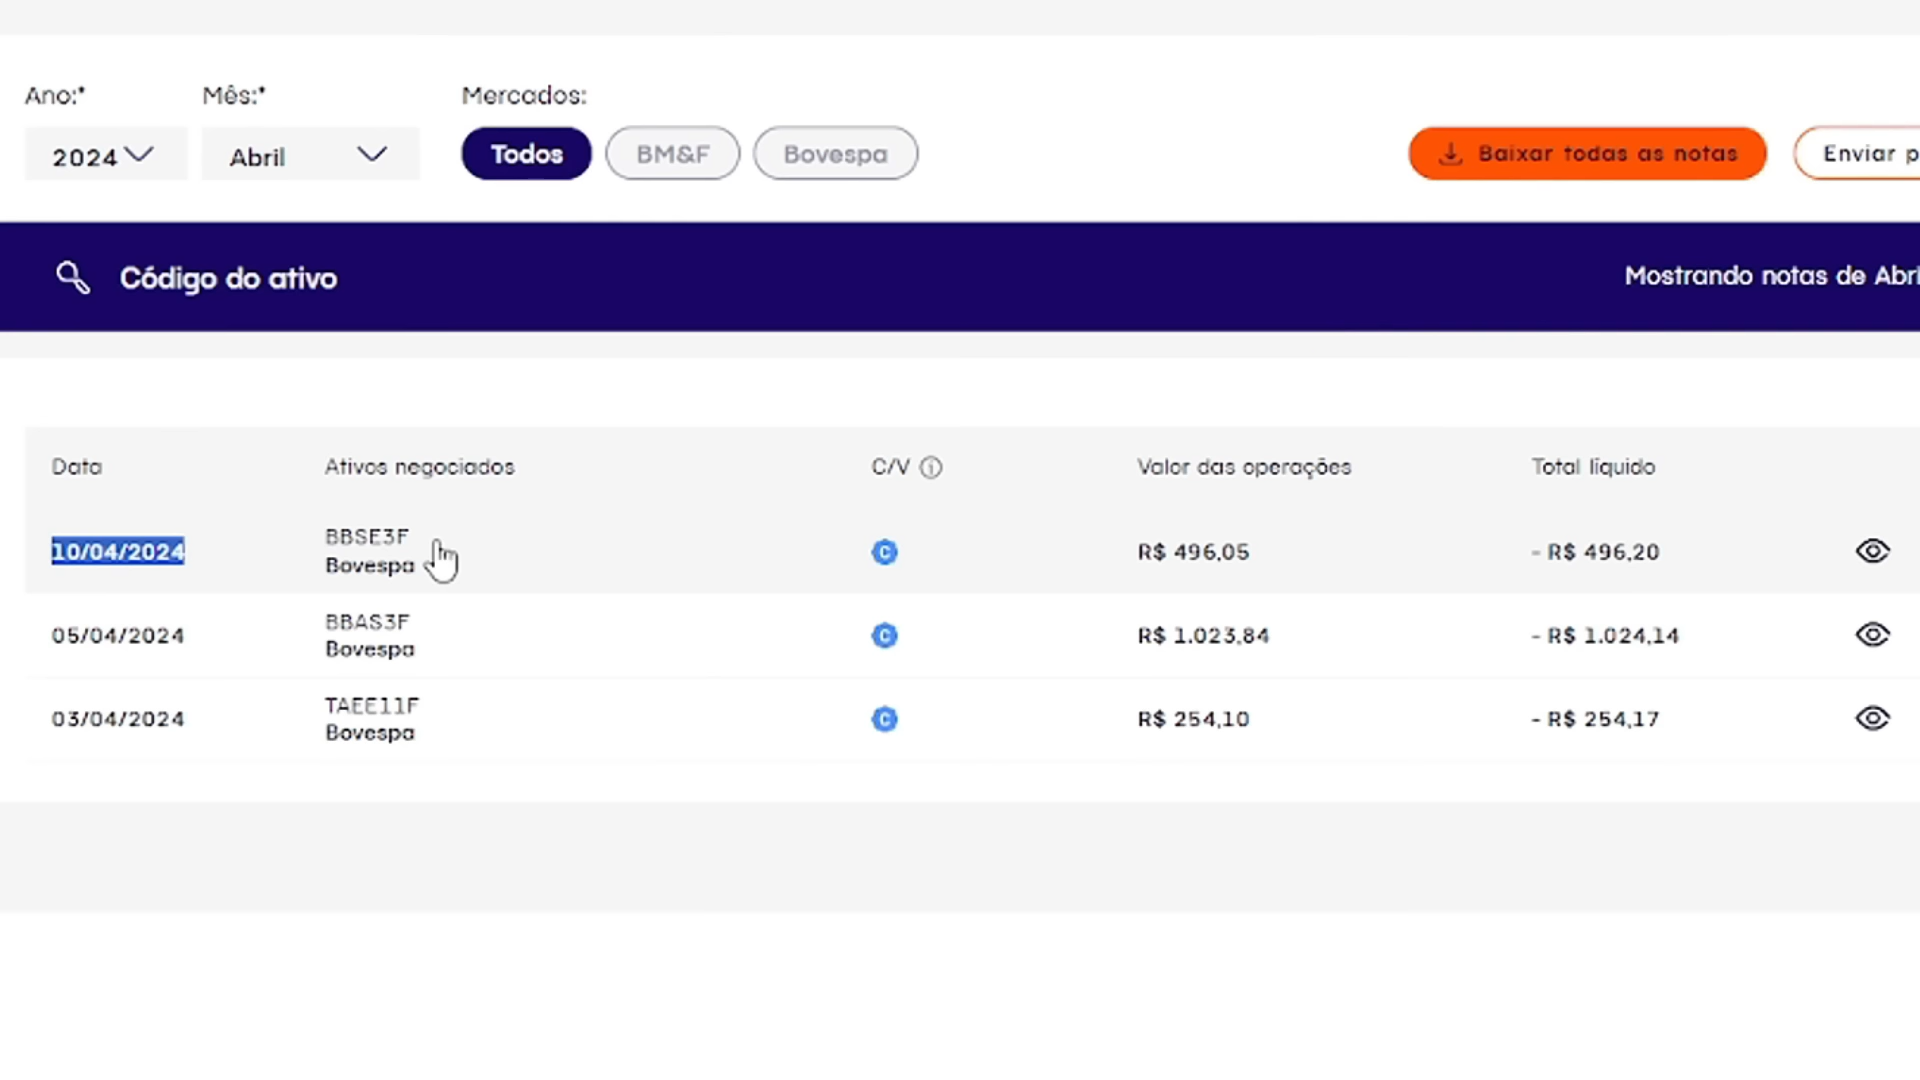 Ano:* Mês:* Mercados:
2024 Abril Todos BM&F Bovespa Baixar todas as notas Enviar p
Código do ativo Mostrando notas de Abri
Data Ativos negociados C/V Valor das operações Total líquido
10/04/2024 BBSE3F Bovespa C R$ 496,05 - R$ 496,20
05/04/2024 BBAS3F Bovespa C R$ 1.023,84 - R$ 1.024,14
03/04/2024 TAEE11F Bovespa C R$ 254,10 - R$ 254,17